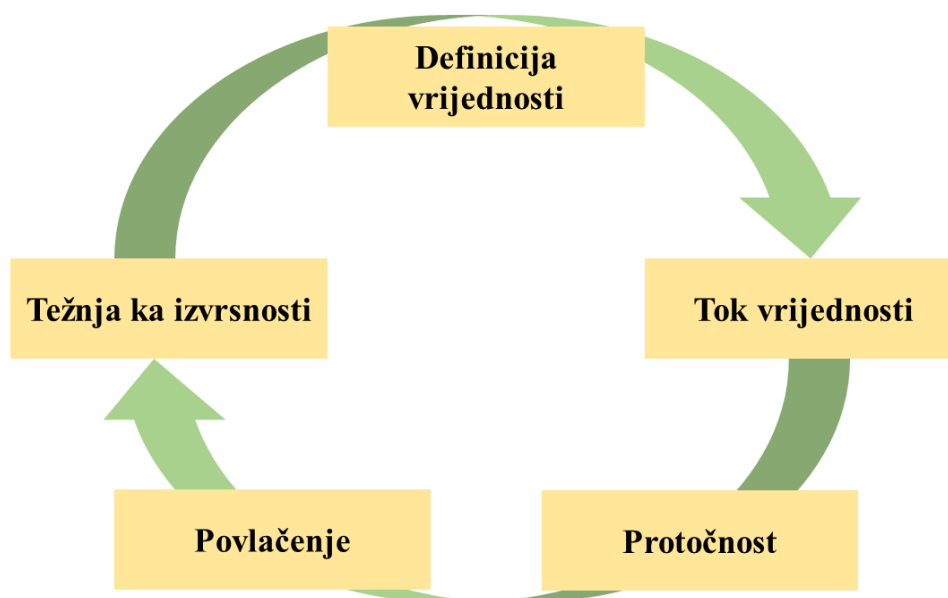 Definicija
vrijednosti
Težnja ka izvrsnosti
Tok vrijednosti
Povlačenje
Protočnost